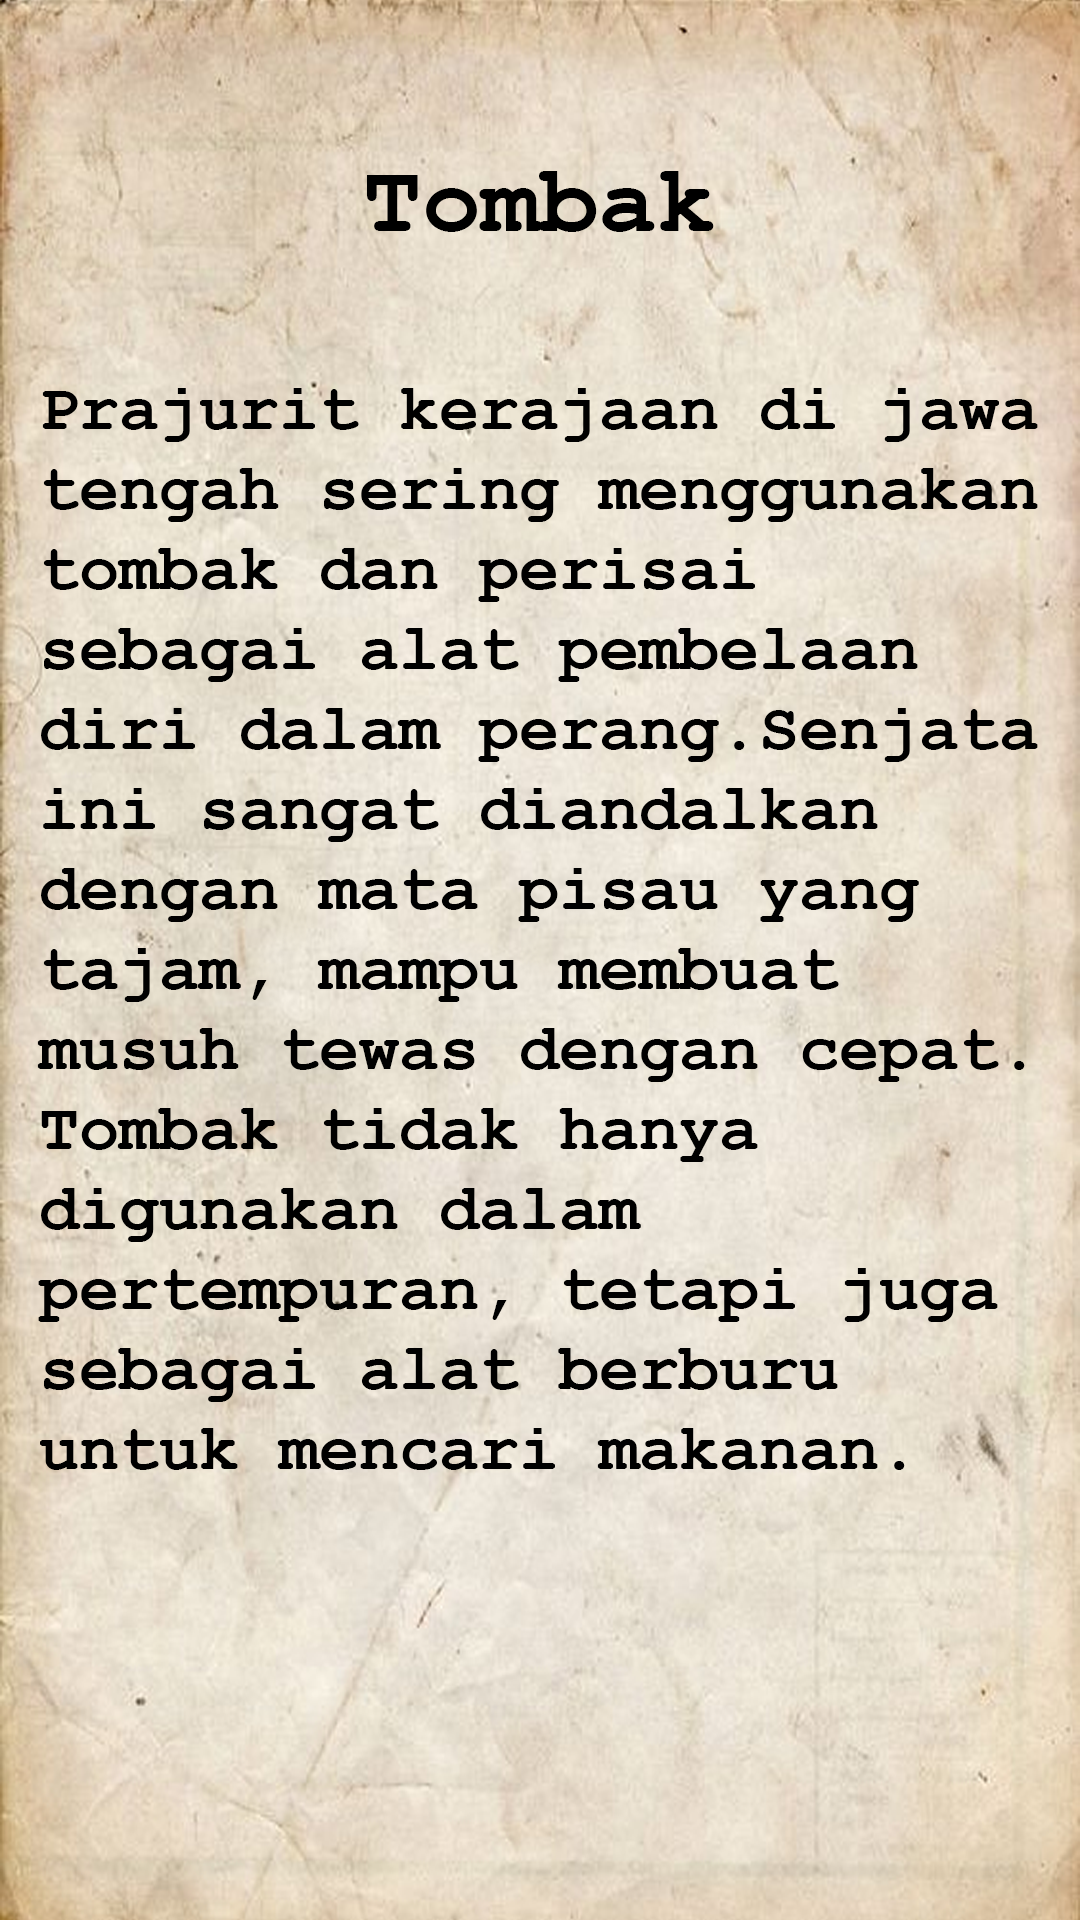 Tombak
Prajurit kerajaan di jawa
tengah sering menggunakan
tombak dan perisai
sebagai alat pembelaan
diri dalam perang.Senjata
ini sangat diandalkan
dengan mata pisau yang
tajam, mampu membuat
musuh tewas dengan cepat.
Tombak tidak hanya
digunakan dalam
pertempuran, tetapi juga
sebagai alat berburu
untuk mencari makanan.